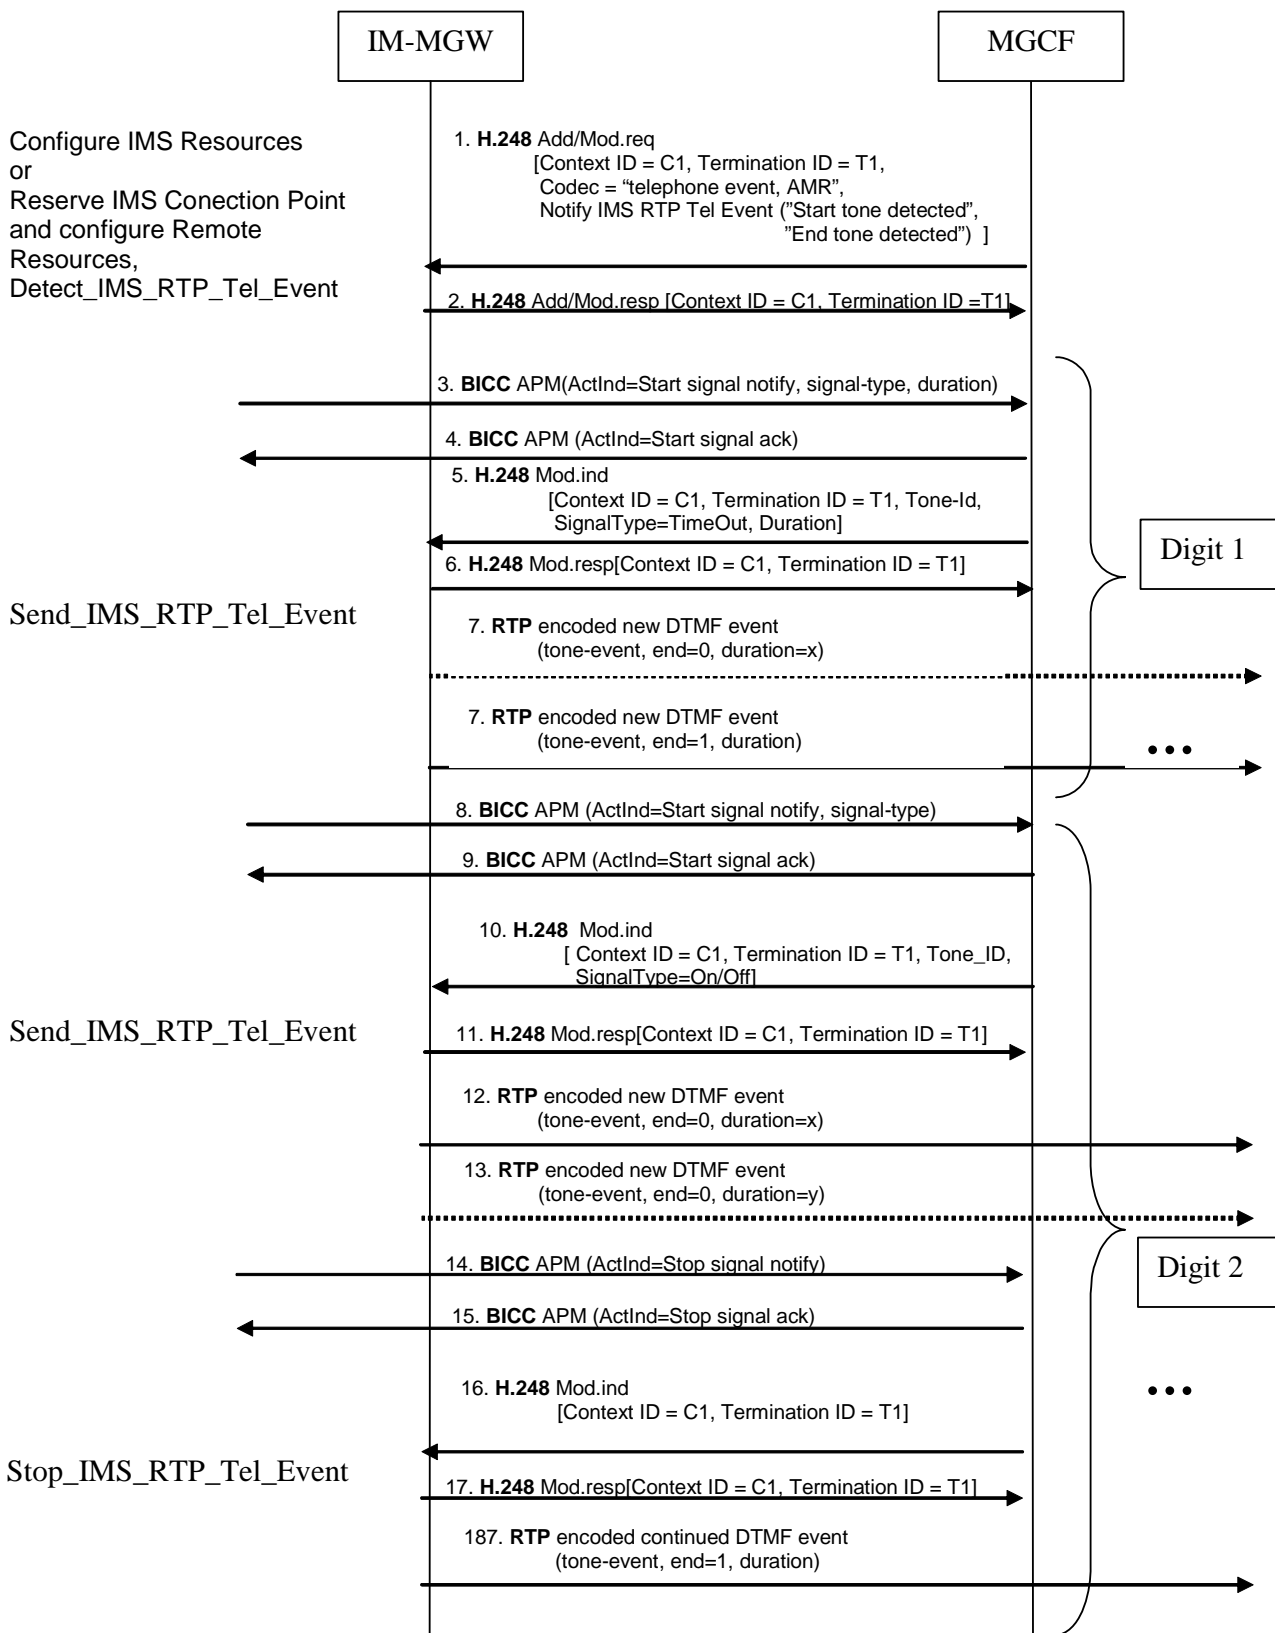 IM-MGW
MGCF
Configure IMS Resources
or
Reserve IMS Conection Point
and configure Remote
Resources,
Detect_IMS_RTP_Tel_Event
1. H.248 Add/Mod.req
[Context ID = C1, Termination ID = T1,
Codec = “telephone event, AMR”,
Notify IMS RTP Tel Event (”Start tone detected”,
”End tone detected”) ]
2. H.248 Add/Mod.resp [Context ID = C1, Termination ID =T1]
3. BICC APM(ActInd=Start signal notify, signal-type, duration)
4. BICC APM (ActInd=Start signal ack)
5. H.248 Mod.ind
[Context ID = C1, Termination ID = T1, Tone-Id,
SignalType=TimeOut, Duration]
Digit 1
6. H.248 Mod.resp[Context ID = C1, Termination ID = T1]
Send_IMS_RTP_Tel_Event
7. RTP encoded new DTMF event
(tone-event, end=0, duration=x)
7. RTP encoded new DTMF event
(tone-event, end=1, duration)
...
8. BICC APM (ActInd=Start signal notify, signal-type)
9. BICC APM (ActInd=Start signal ack)
10. H.248 Mod.ind
[ Context ID = C1, Termination ID = T1, Tone_ID,
SignalType=On/Off]
Send_IMS_RTP_Tel_Event
11. H.248 Mod.resp[Context ID = C1, Termination ID = T1]
12. RTP encoded new DTMF event
(tone-event, end=0, duration=x)
13. RTP encoded new DTMF event
(tone-event, end=0, duration=y)
14. BICC APM (ActInd=Stop signal notify)
Digit 2
15. BICC APM (ActInd=Stop signal ack)
16. H.248 Mod.ind
[Context ID = C1, Termination ID = T1]
...
Stop_IMS_RTP_Tel_Event
17. H.248 Mod.resp[Context ID = C1, Termination ID = T1]
187. RTP encoded continued DTMF event
(tone-event, end=1, duration)